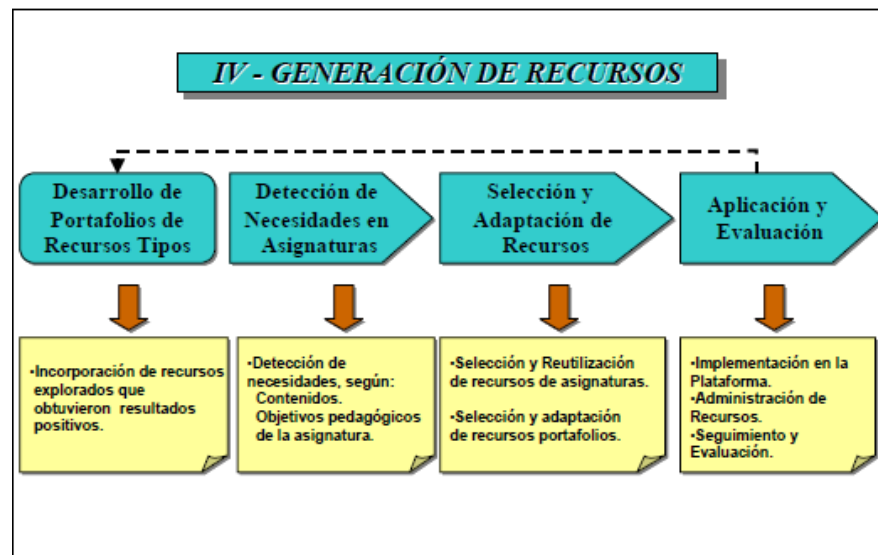 IV - GENERACIÓN DE RECURSOS
Desarrollo de
Portafolios de
Recursos Tipos
Detección de
Necesidades en
Asignaturas
Selección y
Adaptación de
Recursos
Aplicación y
Evaluación
•Incorporación de recursos
explorados que
obtuvieron resultados
positivos.
•Detección de
necesidades, según:
Contenidos.
Objetivos pedagógicos
de la asignatura.
•Selección y Reutilización
de recursos de asignaturas.
•Selección y adaptación
de recursos portafolios.
•Implementación en la
Plataforma.
•Administración de
Recursos.
•Seguimiento y
Evaluación.